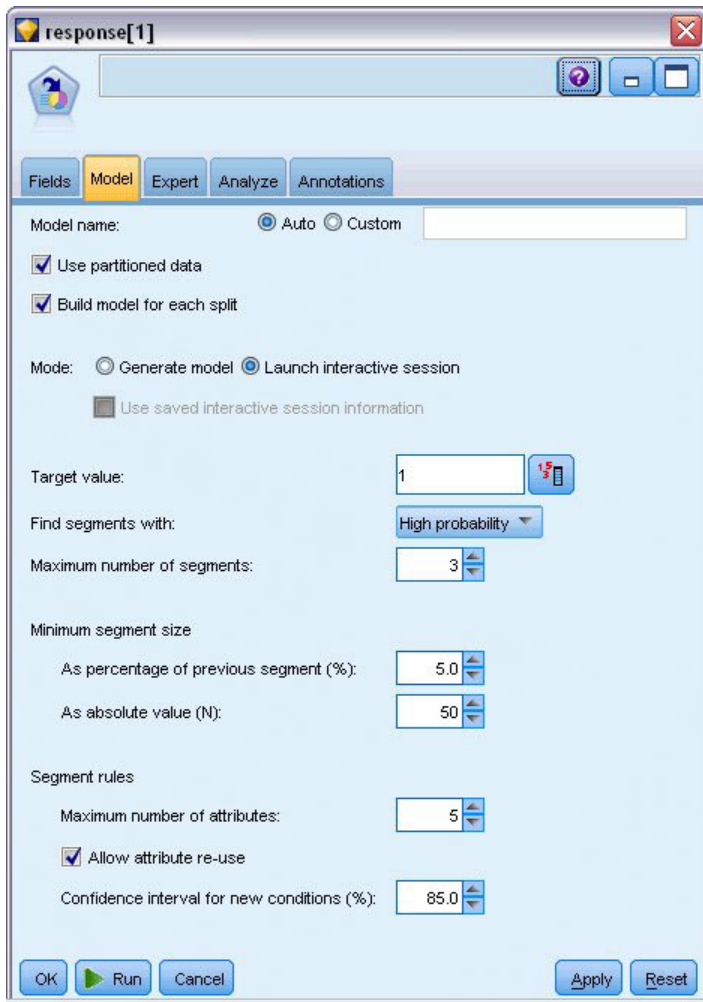 response[1]
Fields Model Expert Analyze Annotations
Model name: Auto Custom
Use partitioned data
Build model for each split
Mode: Generate model Launch interactive session
Use saved interactive session information
Target value: 1
Find segments with: High probability
Maximum number of segments: 3
Minimum segment size
As percentage of previous segment (%): 5.0
As absolute value (N): 50
Segment rules
Maximum number of attributes: 5
Allow attribute re-use
Confidence interval for new conditions (%): 85.0
OK Run Cancel Apply Reset